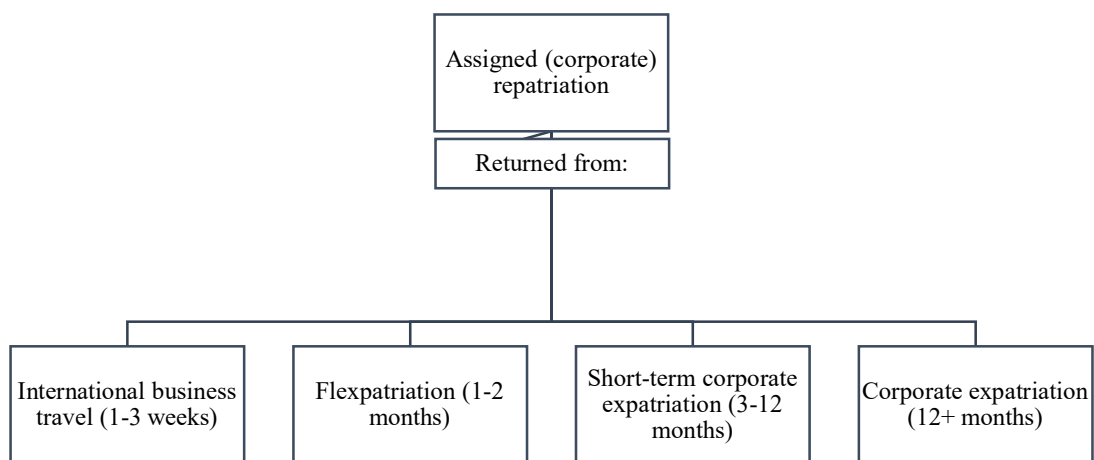 Assigned (corporate)
repatriation
Returned from:
International business
travel (1-3 weeks)
Flexpatriation (1-2
months)
Short-term corporate
expatriation (3-12
months)
Corporate expatriation
(12+ months)